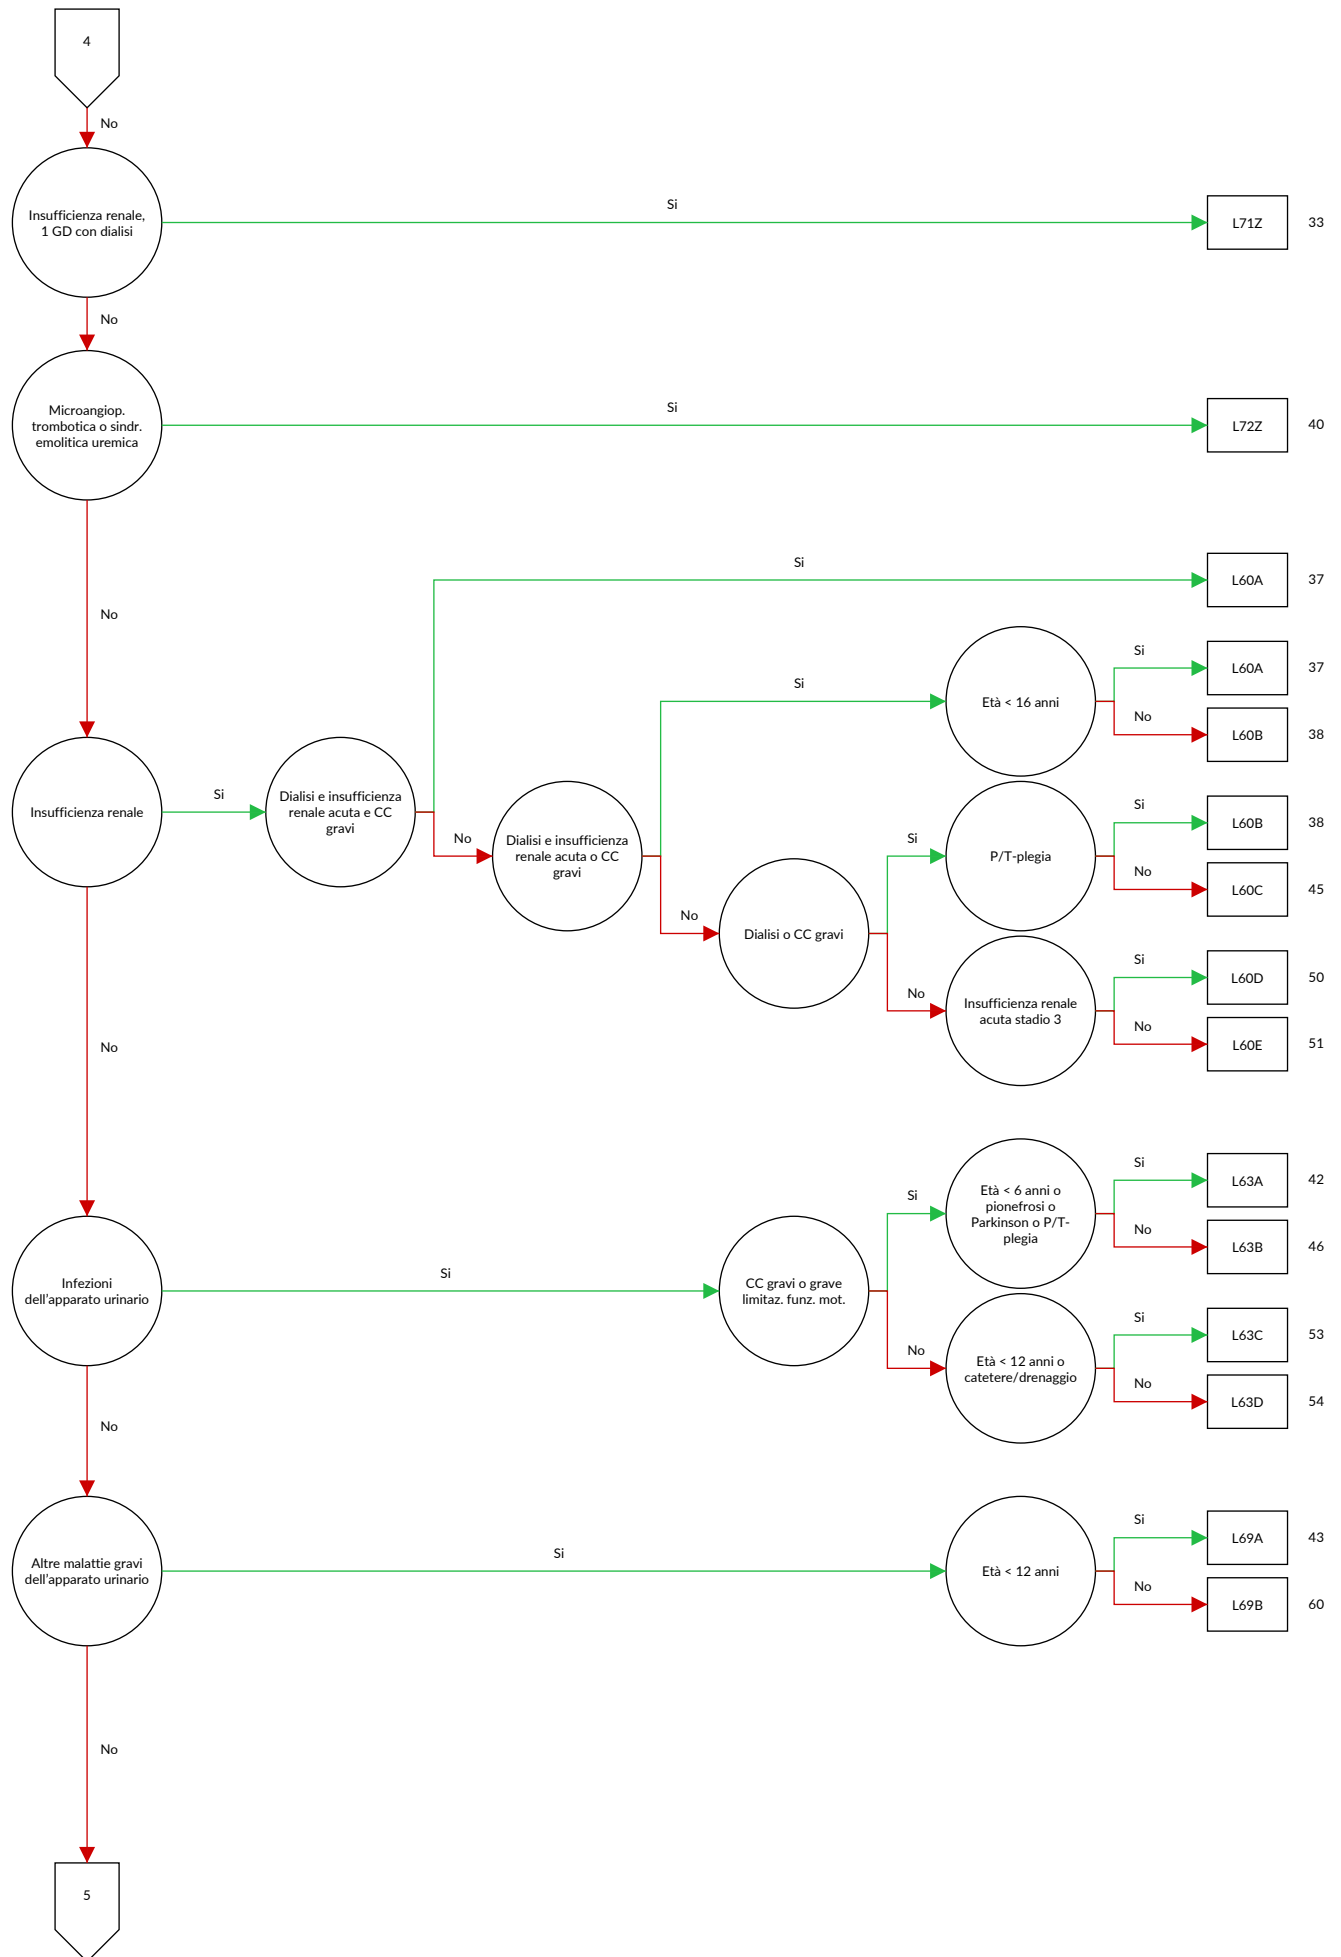 4
No
Insufficienza renale,
1 GD con dialisi
Si
L71Z
33
No
Microangiop.
trombotica o sindr.
emolitica uremica
Si
L72Z
40
No
Insufficienza renale
Si
Dialisi e insufficienza
renale acuta e CC
gravi
Si
L60A
37
No
Dialisi e insufficienza
renale acuta o CC
gravi
Si
Età < 16 anni
Si
L60A
37
No
L60B
38
No
Dialisi o CC gravi
Si
P/T-plegia
Si
L60B
38
No
L60C
45
No
Insufficienza renale
acuta stadio 3
Si
L60D
50
No
L60E
51
No
Infezioni
dell'apparato urinario
Si
CC gravi o grave
limitaz. funz. mot.
Si
Età < 6 anni o
pionefrosi o
Parkinson o P/T-
plegia
Si
L63A
42
No
L63B
46
No
Età < 12 anni o
catetere/drenaggio
Si
L63C
53
No
L63D
54
No
Altre malattie gravi
dell'apparato urinario
Si
Età < 12 anni
Si
L69A
43
No
L69B
60
No
5